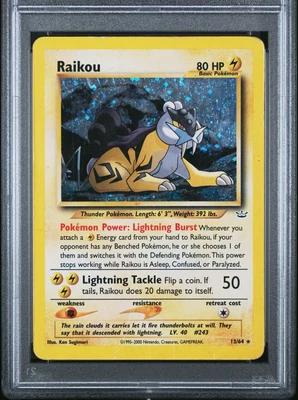 Raikou
80 HP
Basic Pokémon
Thunder Pokémon. Length: 6' 3", Weight: 392 lbs.
Pokémon Power: Lightning Burst Whenever you
attach a Energy card from your hand to Raikou, if your
opponent has any Benched Pokémon, he or she chooses 1 of
them and switches it with the Defending Pokémon. This power
stops working while Raikou is Asleep, Confused, or Paralyzed.
Lightning Tackle Flip a coin. If
tails, Raikou does 20 damage to itself.
50
weakness resistance retreat cost
The rain clouds it carries let it fire thunderbolts at will. They
say that it descended with lightning. LV. 40 #243
Illus. Ken Sugimori ©1995-2000 Nintendo, Creatures, GAMEFREAK. 13/64 ★